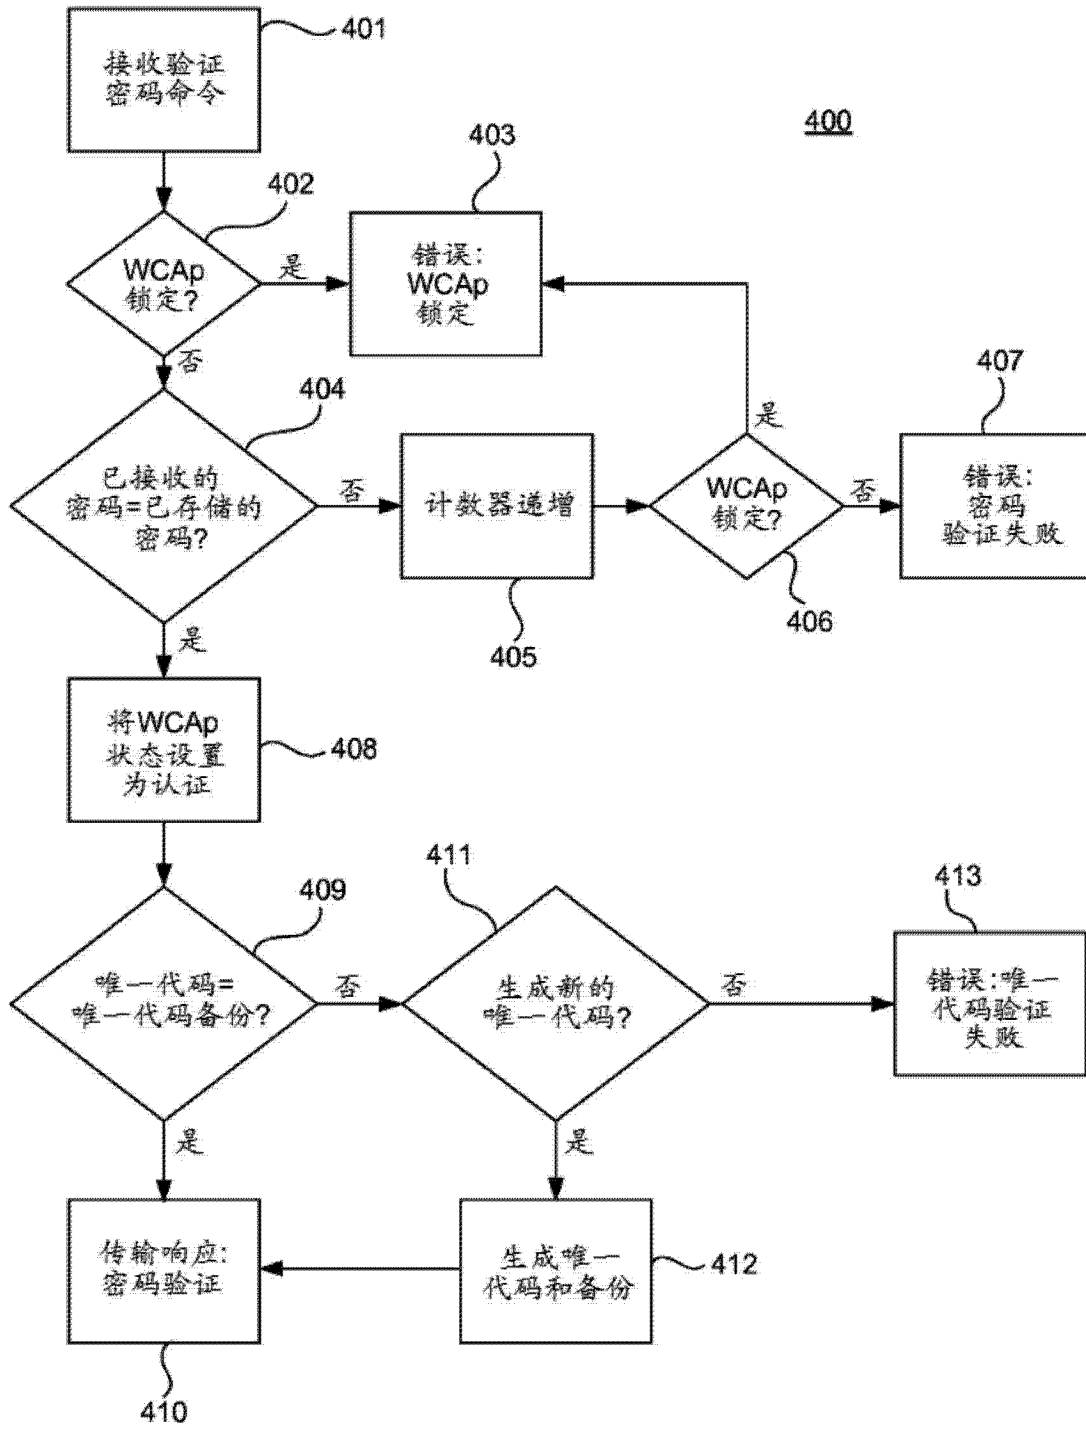 401
接收验证
密码命令
400
403
402
WCAp
锁定?
是
错误:
WCAp
锁定
否
404
407
是
已接收的
密码=已存储的
密码?
否
计数器递增
WCAp
锁定?
否
错误:
密码
验证失败
406
405
是
将WCAp
状态设置
为认证
408
411
413
409
唯一代码=
唯一代码备份?
否
生成新的
唯一代码?
否
错误:唯一
代码验证
失败
是
是
传输响应:
密码验证
生成唯一
代码和备份
412
410